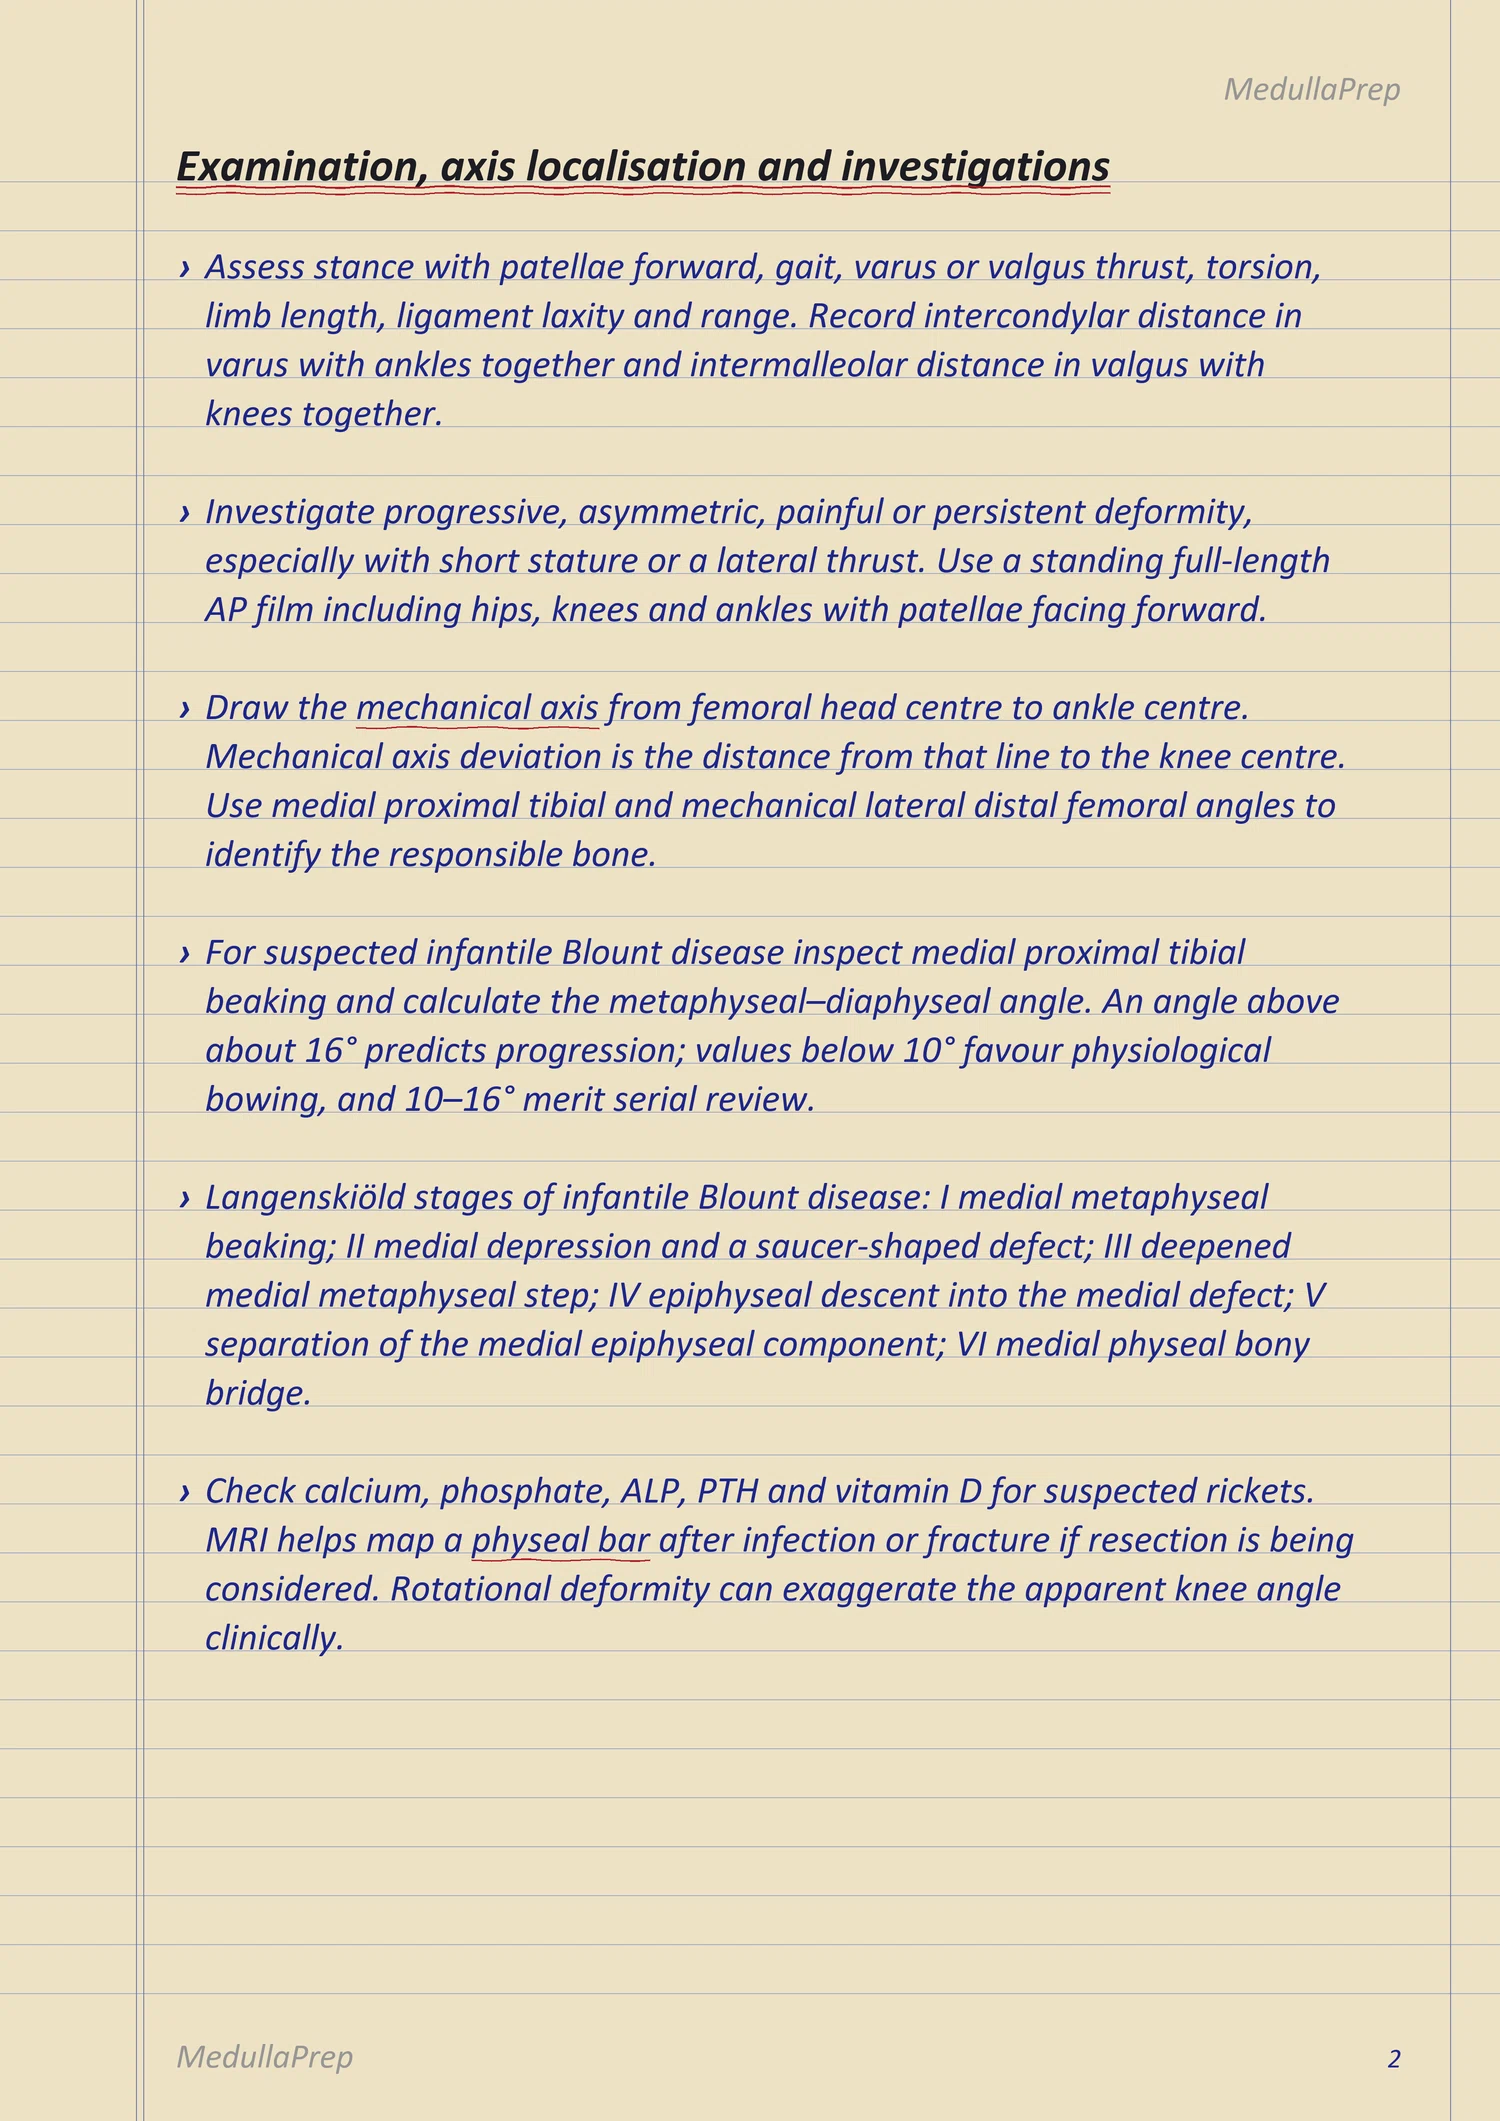 MedullaPrep
Examination, axis localisation and investigations
› Assess stance with patellae forward, gait, varus or valgus thrust, torsion,
limb length, ligament laxity and range. Record intercondylar distance in
varus with ankles together and intermalleolar distance in valgus with
knees together.
› Investigate progressive, asymmetric, painful or persistent deformity,
especially with short stature or a lateral thrust. Use a standing full-length
AP film including hips, knees and ankles with patellae facing forward.
› Draw the mechanical axis from femoral head centre to ankle centre.
Mechanical axis deviation is the distance from that line to the knee centre.
Use medial proximal tibial and mechanical lateral distal femoral angles to
identify the responsible bone.
› For suspected infantile Blount disease inspect medial proximal tibial
beaking and calculate the metaphyseal–diaphyseal angle. An angle above
about 16° predicts progression; values below 10° favour physiological
bowing, and 10–16° merit serial review.
› Langenskiöld stages of infantile Blount disease: I medial metaphyseal
beaking; II medial depression and a saucer-shaped defect; III deepened
medial metaphyseal step; IV epiphyseal descent into the medial defect; V
separation of the medial epiphyseal component; VI medial physeal bony
bridge.
› Check calcium, phosphate, ALP, PTH and vitamin D for suspected rickets.
MRI helps map a physeal bar after infection or fracture if resection is being
considered. Rotational deformity can exaggerate the apparent knee angle
clinically.
MedullaPrep
2